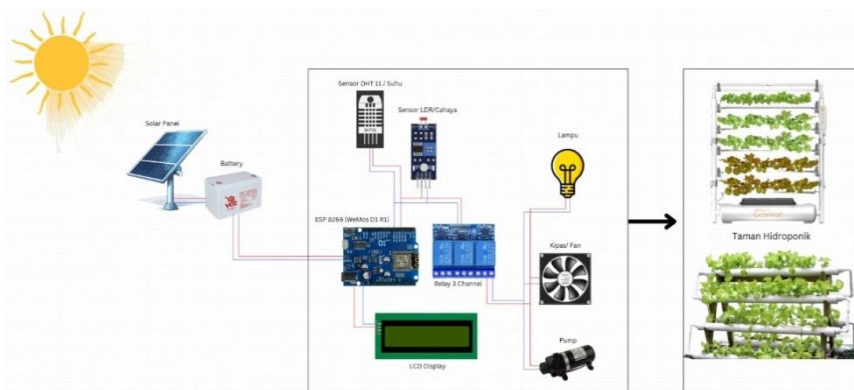 Sensor DHT 11 / Suhu
Sensor LDR/Cahaya
Solar Panel
Lampu
Battery
ESP 8266 (WeMos D1 R1)
D1
Relay 3 Channel
Kipas/ Fan
Pump
LCD Display
Taman Hidroponik